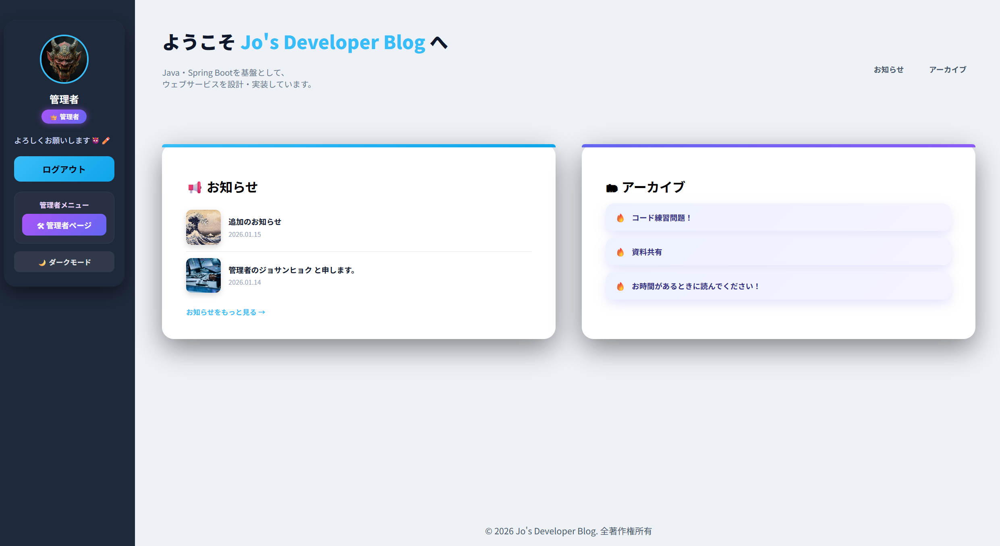 管理者
👑 管理者
よろしくお願いします👿 ✏️
ログアウト
管理者メニュー
🛠 管理者ページ
🌙 ダークモード
ようこそ Jo's Developer Blog へ
Java・Spring Bootを基盤として、
ウェブサービスを設計・実装しています。
お知らせ
アーカイブ
📢 お知らせ
追加のお知らせ
2026.01.15
管理者のジョサンヒョク と申します。
2026.01.14
お知らせをもっと見る →
アーカイブ
🔥 コード練習問題！
🔥 資料共有
🔥 お時間があるときに読んでください！
© 2026 Jo's Developer Blog. 全著作権所有